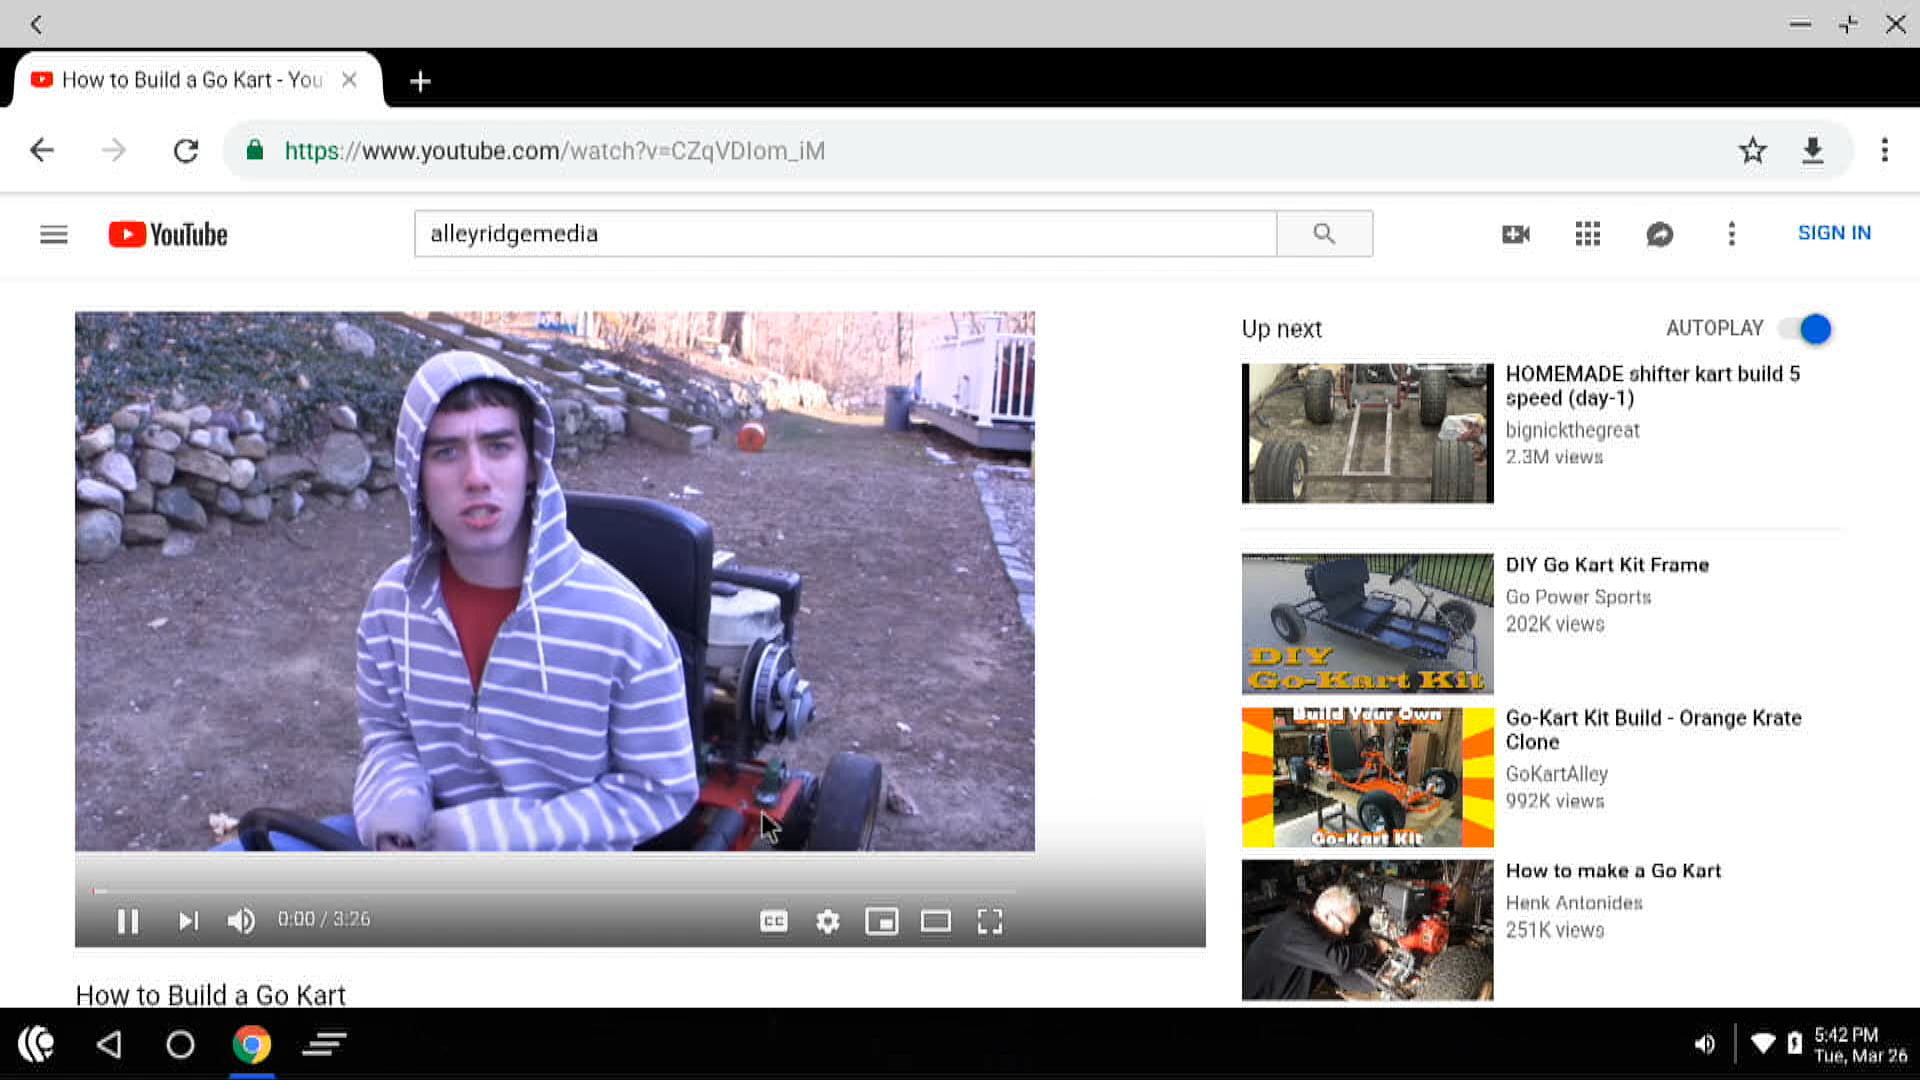 How to Build a Go Kart - You
https://www.youtube.com/watch?v=CZqVDIom_iM
YouTube
alleyridgemedia
SIGN IN
Up next
AUTOPLAY
HOMEMADE shifter kart build 5
speed (day-1)
bignickthegreat
2.3M views
DIY
Go-Kart Kit
DIY Go Kart Kit Frame
Go Power Sports
202K views
Build Your Own
Go-Kart Kit
Go-Kart Kit Build - Orange Krate
Clone
GoKartAlley
992K views
How to make a Go Kart
Henk Antonides
251K views
0:00 / 3:26
CC
How to Build a Go Kart
5:42 PM
Tue, Mar 26